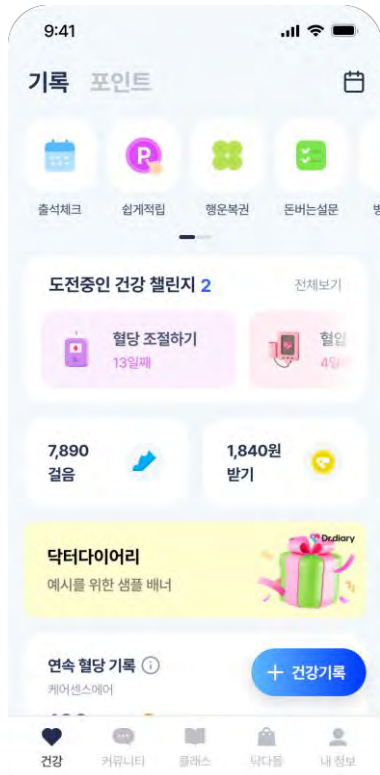 9:41
기록 포인트
P
출석체크 쉽게적립 행운복권 돈버는설문
도전중인 건강 챌린지 2 전체보기
혈당 조절하기 혈압
13일째 4일
7,890 1,840원
걸음 받기
Dr.diary
닥터다이어리
예시를 위한 샘플 배너
연속 혈당 기록
케어센스에어
+ 건강기록
건강 커뮤니티 클래스 닥다몰 내 정보